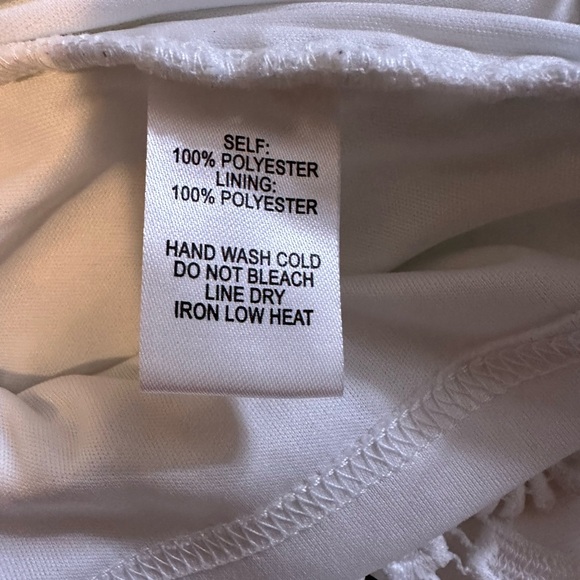 SELF:
100% POLYESTER
LINING:
100% POLYESTER
HAND WASH COLD
DO NOT BLEACH
LINE DRY
IRON LOW HEAT